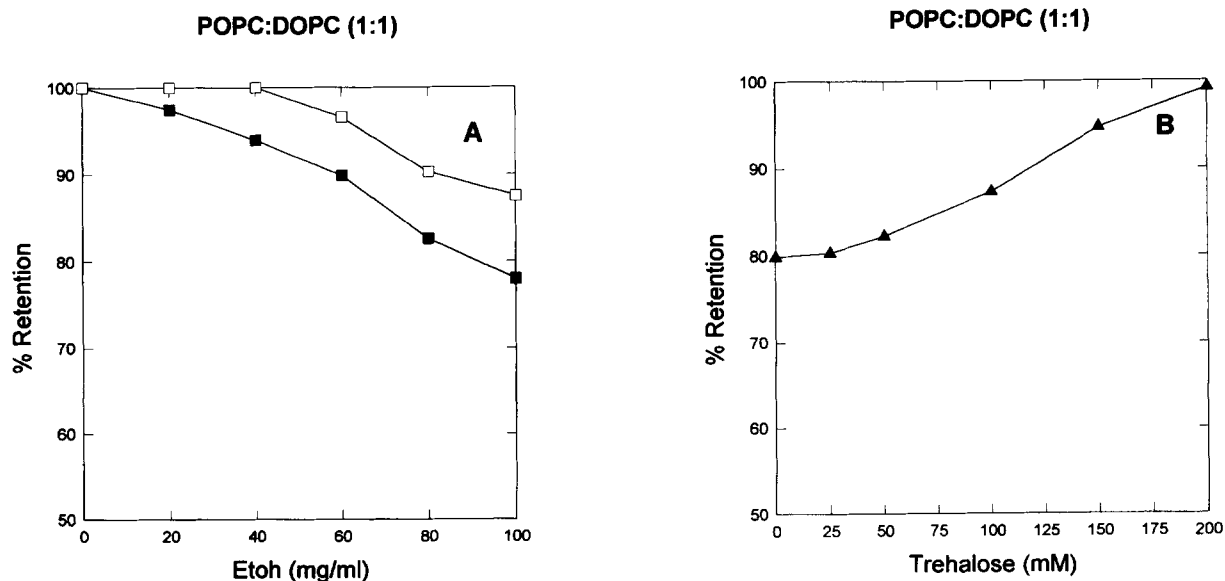 POPC:DOPC (1:1)
100
90
80
70
60
50
% Retention
A
0 20 40 60 80 100
Etoh (mg/ml)
POPC:DOPC (1:1)
100
90
80
70
60
50
% Retention
B
0 25 50 75 100 125 150 175 200
Trehalose (mM)